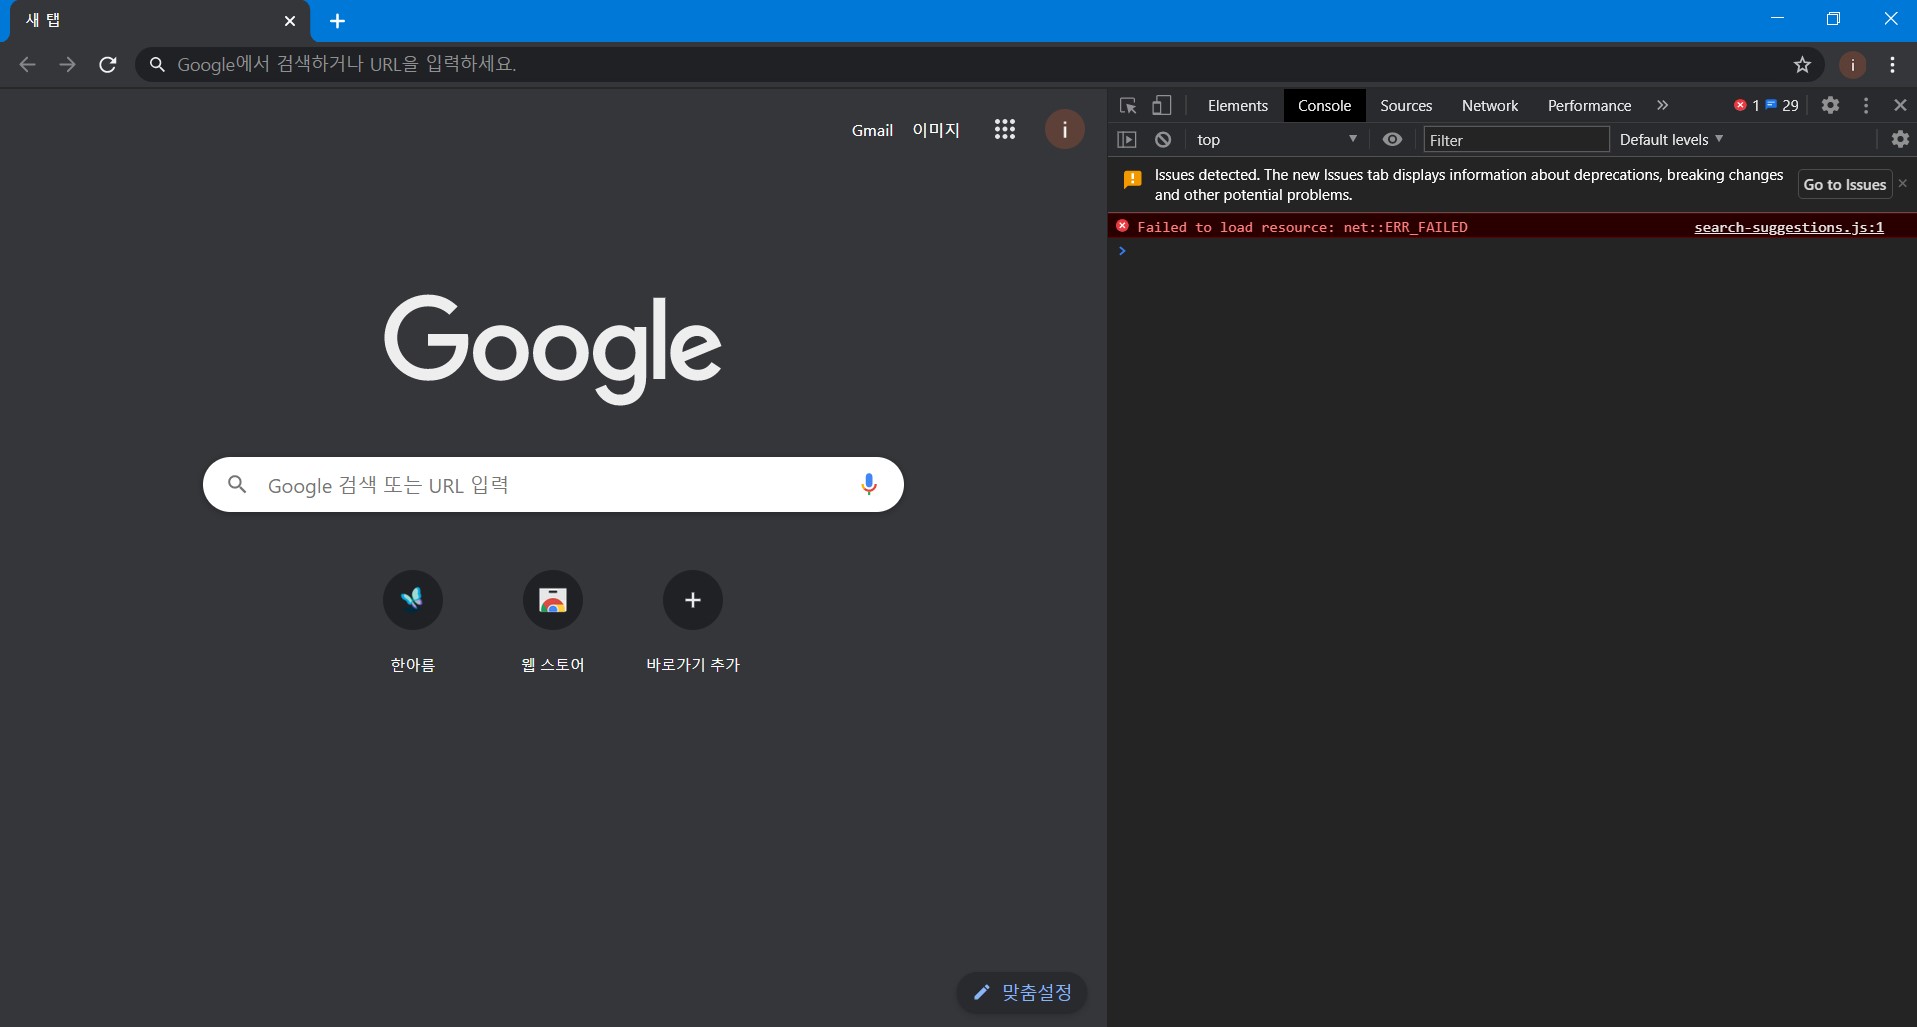 새 탭
Google에서 검색하거나 URL을 입력하세요.
i
Gmail 이미지
i
Google
Google 검색 또는 URL 입력
한아름 웹 스토어 바로가기 추가
맞춤설정
Elements Console Sources Network Performance 1 29
top Filter Default levels
Issues detected. The new Issues tab displays information about deprecations, breaking changes
and other potential problems.
Go to Issues
Failed to load resource: net::ERR_FAILED search-suggestions.js:1